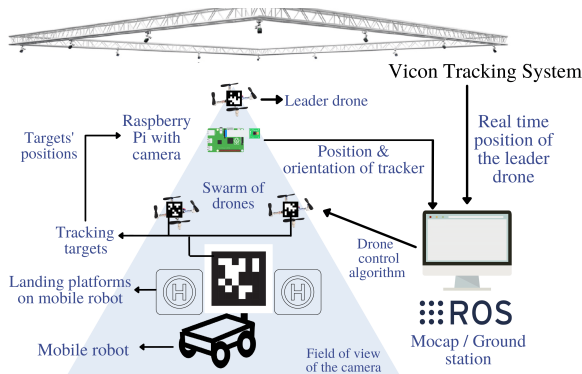 Vicon Tracking System
Leader drone
Raspberry
Pi with
camera
Targets'
positions
Real time
position of
the leader
drone
Position &
orientation of tracker
Swarm of
drones
Tracking
targets
Drone
control
algorithm
Landing platforms
on mobile robot
H
H
ROS
Mocap / Ground
station
Mobile robot
Field of view
of the camera